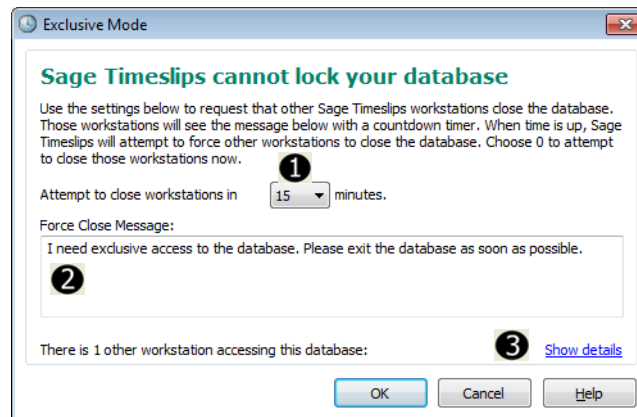 Exclusive Mode
Sage Timeslips cannot lock your database
Use the settings below to request that other Sage Timeslips workstations close the database.
Those workstations will see the message below with a countdown timer. When time is up, Sage
Timeslips will attempt to force other workstations to close the database. Choose 0 to attempt
to close those workstations now.
1
Attempt to close workstations in 15 minutes.
Force Close Message:
I need exclusive access to the database. Please exit the database as soon as possible.
2
There is 1 other workstation accessing this database: 3 Show details
OK Cancel Help